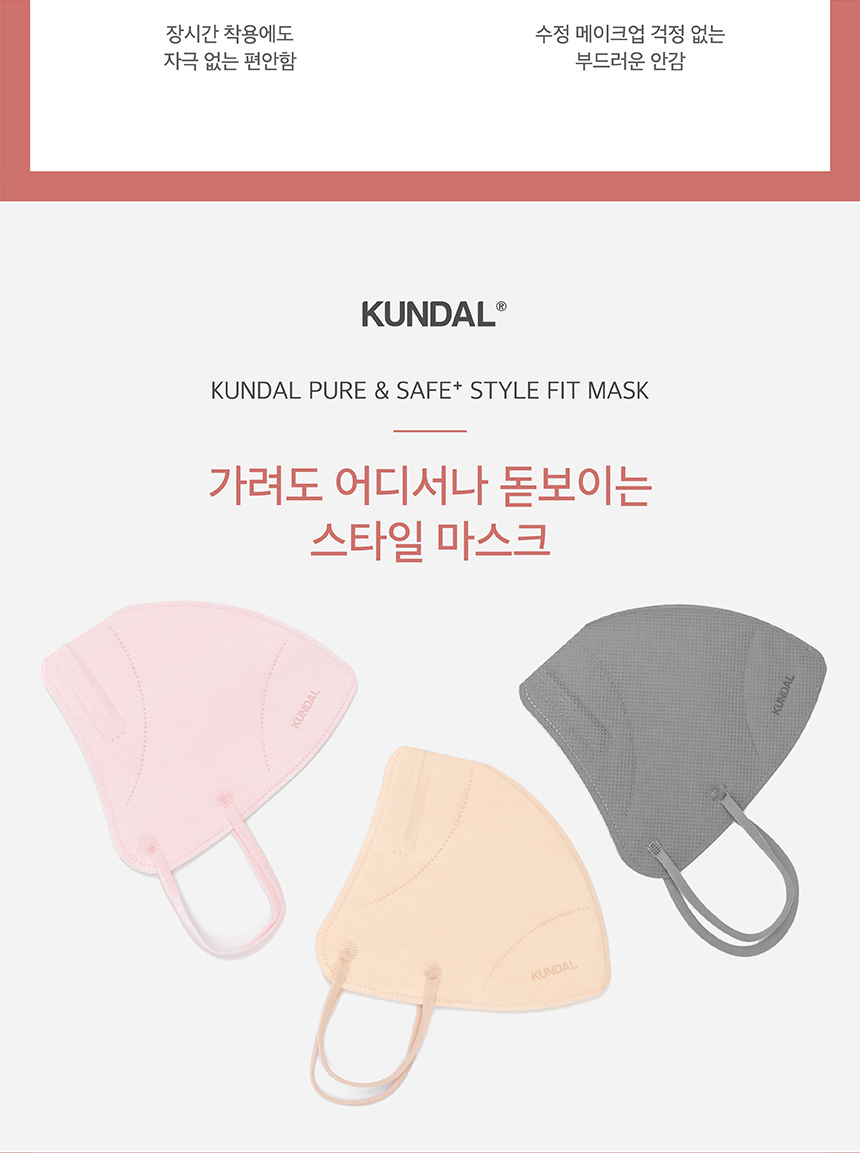 장시간 착용에도
자극 없는 편안함
수정 메이크업 걱정 없는
부드러운 안감
KUNDAL®
KUNDAL PURE & SAFE⁺ STYLE FIT MASK
가려도 어디서나 돋보이는
스타일 마스크
KUNDAL
KUNDAL
KUNDAL